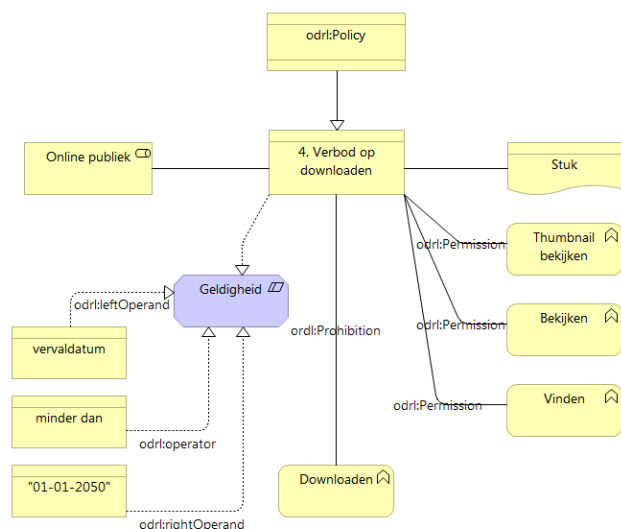 odrl:Policy
Online publiek
4. Verbod op
downloaden
Stuk
odrl:Permission
Thumbnail
bekijken
Geldigheid
odrl:leftOperand
ordl:Prohibition
odrl:Permission
Bekijken
vervaldatum
minder dan
odrl:operator
odrl:Permission
Vinden
"01-01-2050"
Downloaden
odrl:rightOperand